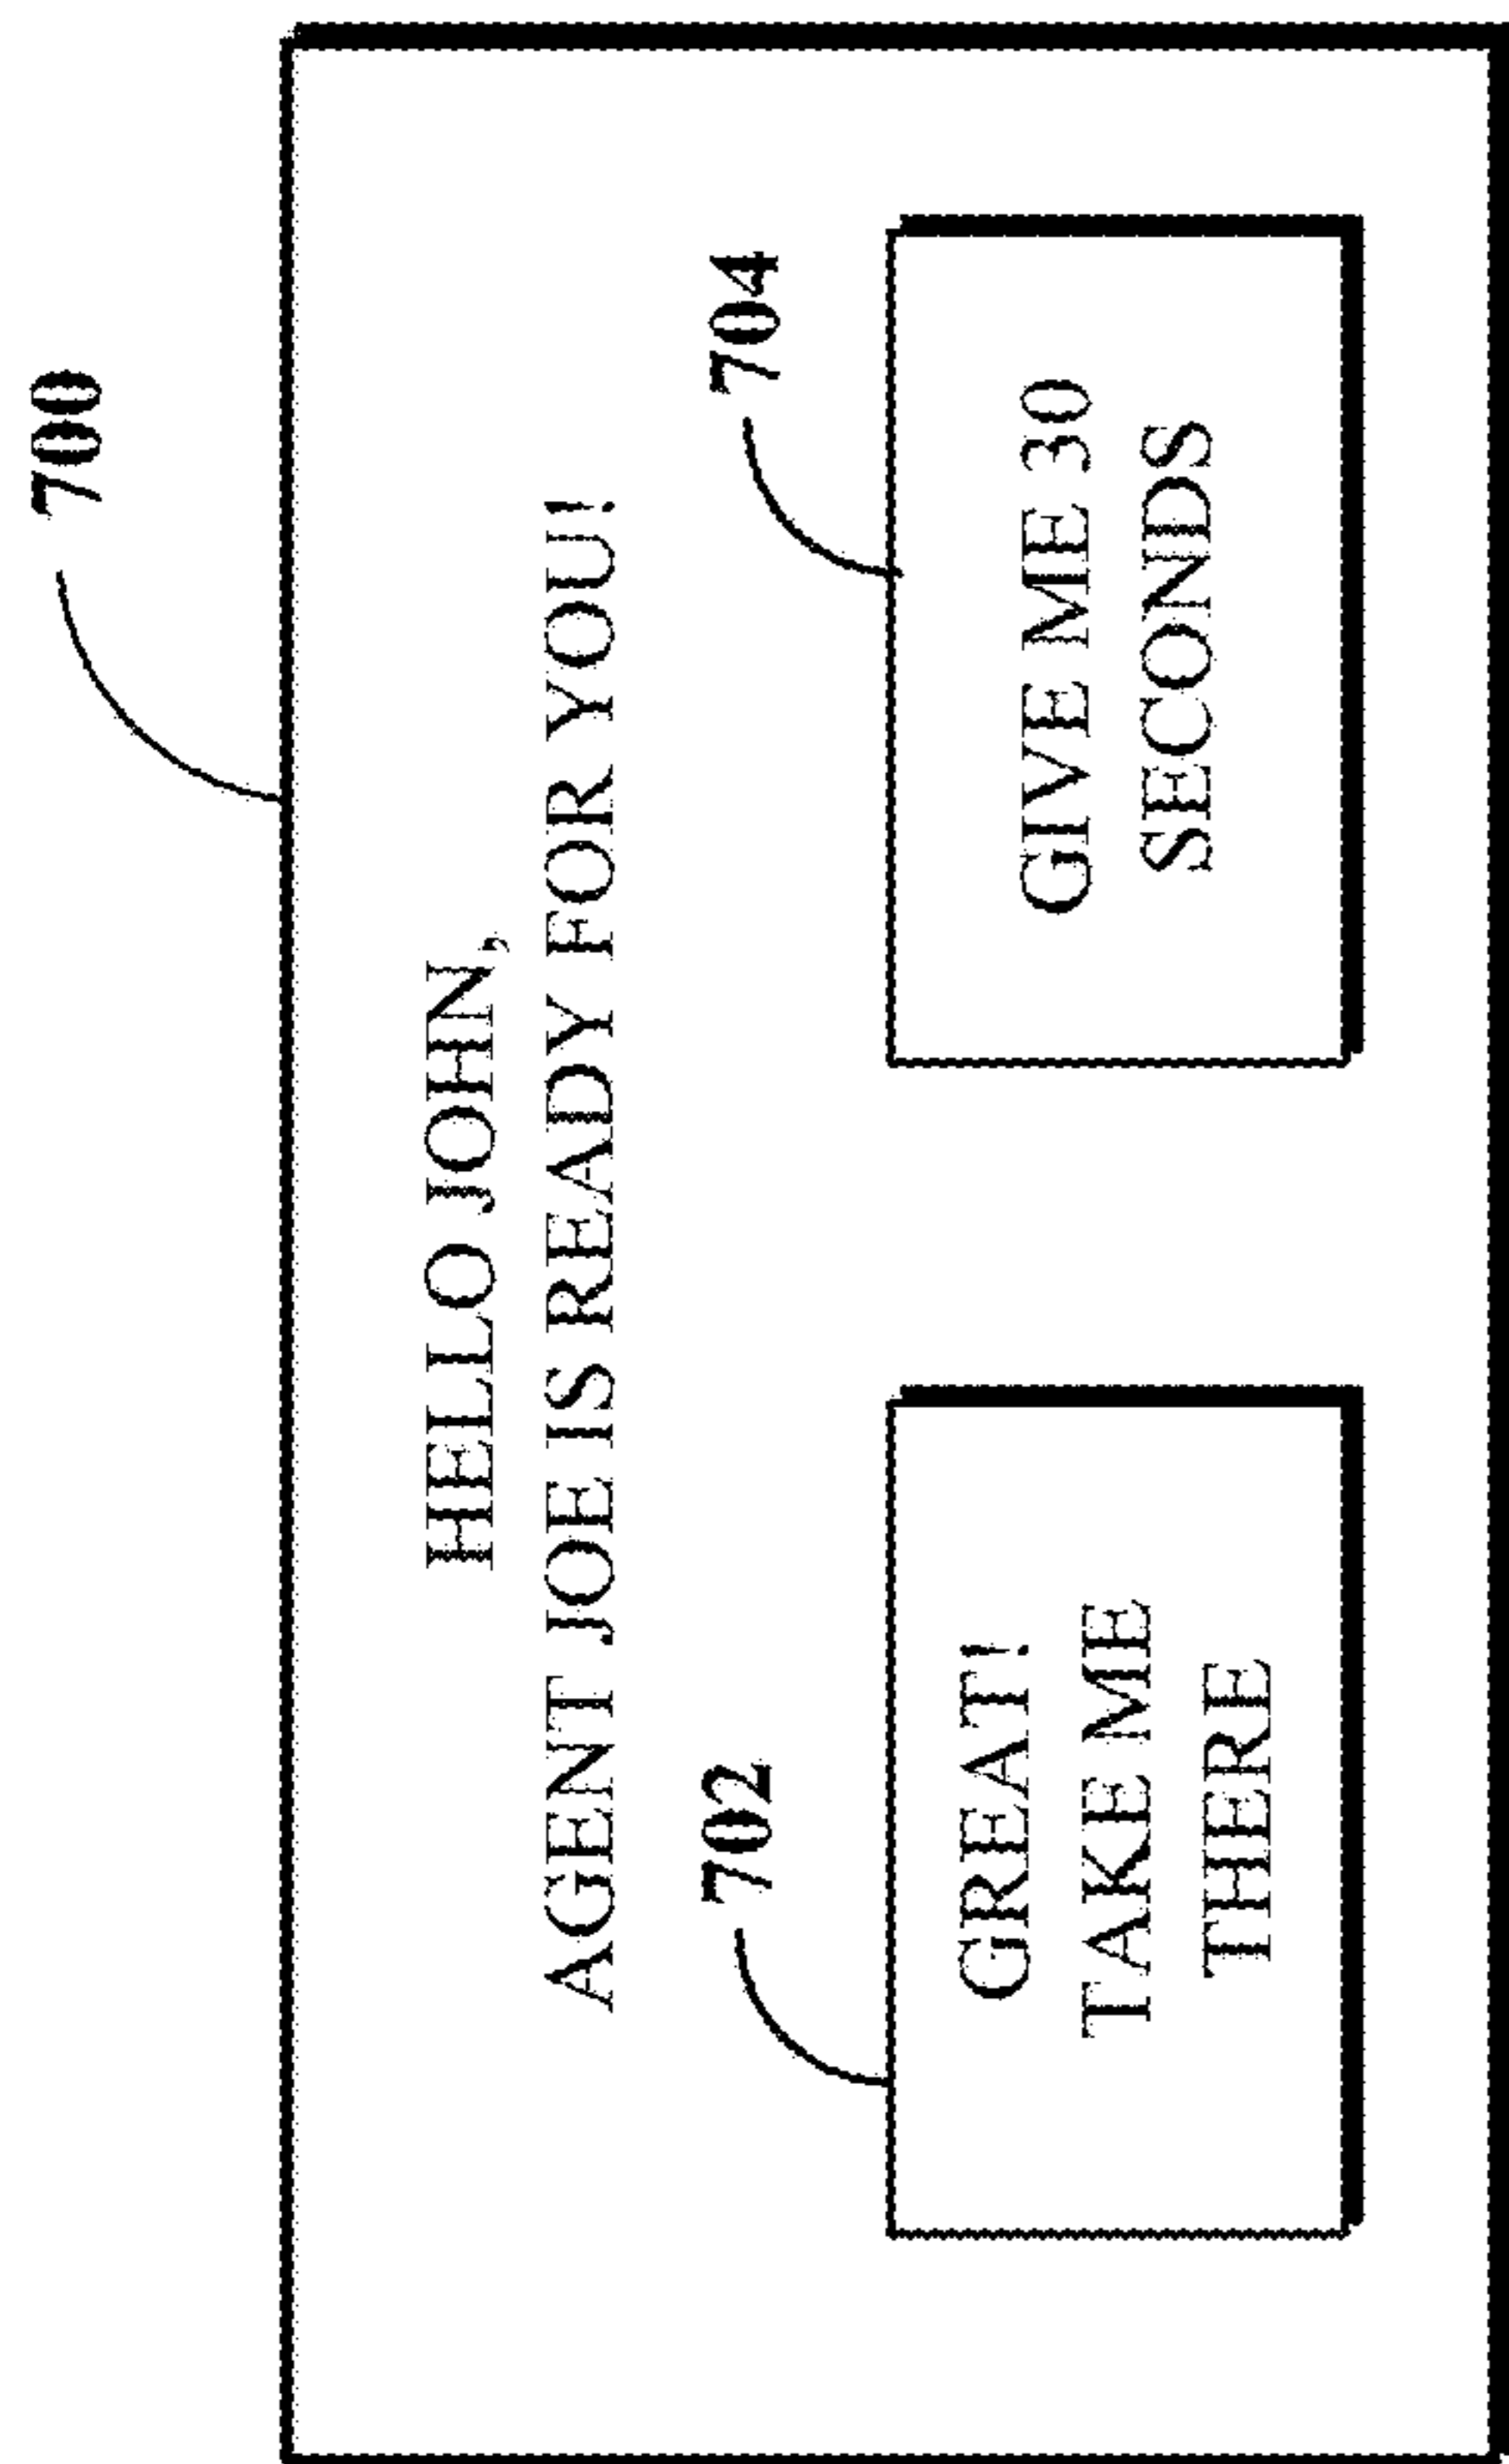 700
HELLO JOHN,
AGENT JOE IS READY FOR YOU!
702
GREAT!
TAKE ME
THERE
704
GIVE ME 30
SECONDS